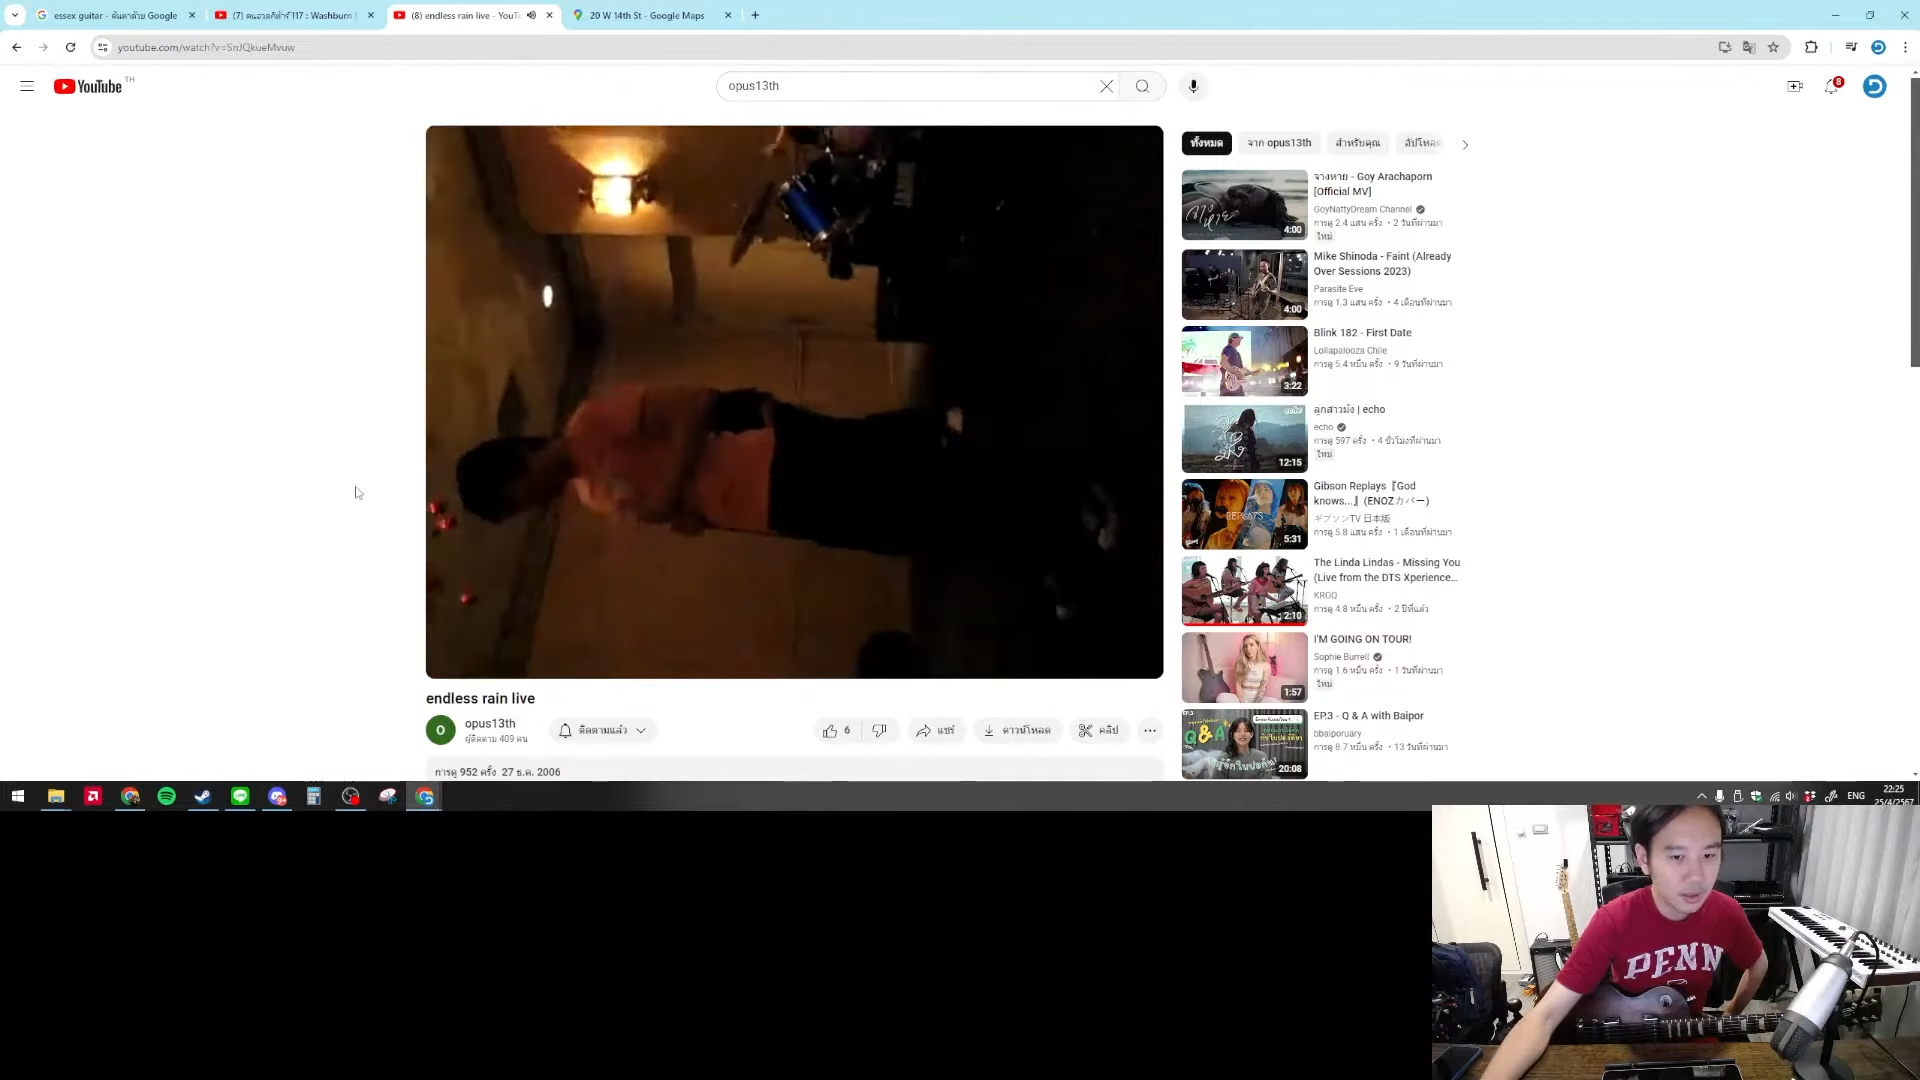 essex guitar - ค้นหาด้วย Google
(8) endless rain live - YouTu
20 W 14th St - Google Maps
youtube.com/watch?v=SnJQkueMvuw
YouTube TH
opus13th
8
ทั้งหมด
จาก opus13th
สำหรับคุณ
อัปโหลด
จางหาย - Goy Arachaporn
[Official MV]
GoyNattyDream Channel
การดู 2.4 แสน ครั้ง • 2 วันที่ผ่านมา
ใหม่
4:00
Mike Shinoda - Faint (Already
Over Sessions 2023)
Parasite Eve
การดู 1.3 แสน ครั้ง • 4 เดือนที่ผ่านมา
4:00
Blink 182 - First Date
Lollapalooza Chile
การดู 5.4 หมื่น ครั้ง • 9 วันที่ผ่านมา
3:22
ลูกสาวมัง | echo
echo
การดู 597 ครั้ง • 4 ชั่วโมงที่ผ่านมา
ใหม่
12:15
Gibson Replays『God
knows...』(ENOZカバー)
ギブソンTV 日本版
การดู 5.8 แสน ครั้ง • 1 เดือนที่ผ่านมา
REPLAYS
5:31
The Linda Lindas - Missing You
(Live from the DTS Xperience...
KROQ
การดู 4.8 หมื่น ครั้ง • 2 ปีที่แล้ว
2:10
I'M GOING ON TOUR!
Sophie Burrell
การดู 1.6 หมื่น ครั้ง • 1 วันที่ผ่านมา
ใหม่
1:57
EP.3 - Q & A with Baipor
bbaiporuary
การดู 8.7 หมื่น ครั้ง • 13 วันที่ผ่านมา
Q&A
20:08
endless rain live
O
opus13th
ผู้ติดตาม 409 คน
ติดตามแล้ว
6
แชร์
ดาวน์โหลด
คลิป
การดู 952 ครั้ง 27 ธ.ค. 2006
ENG
22:25
25/4/2567
PENN